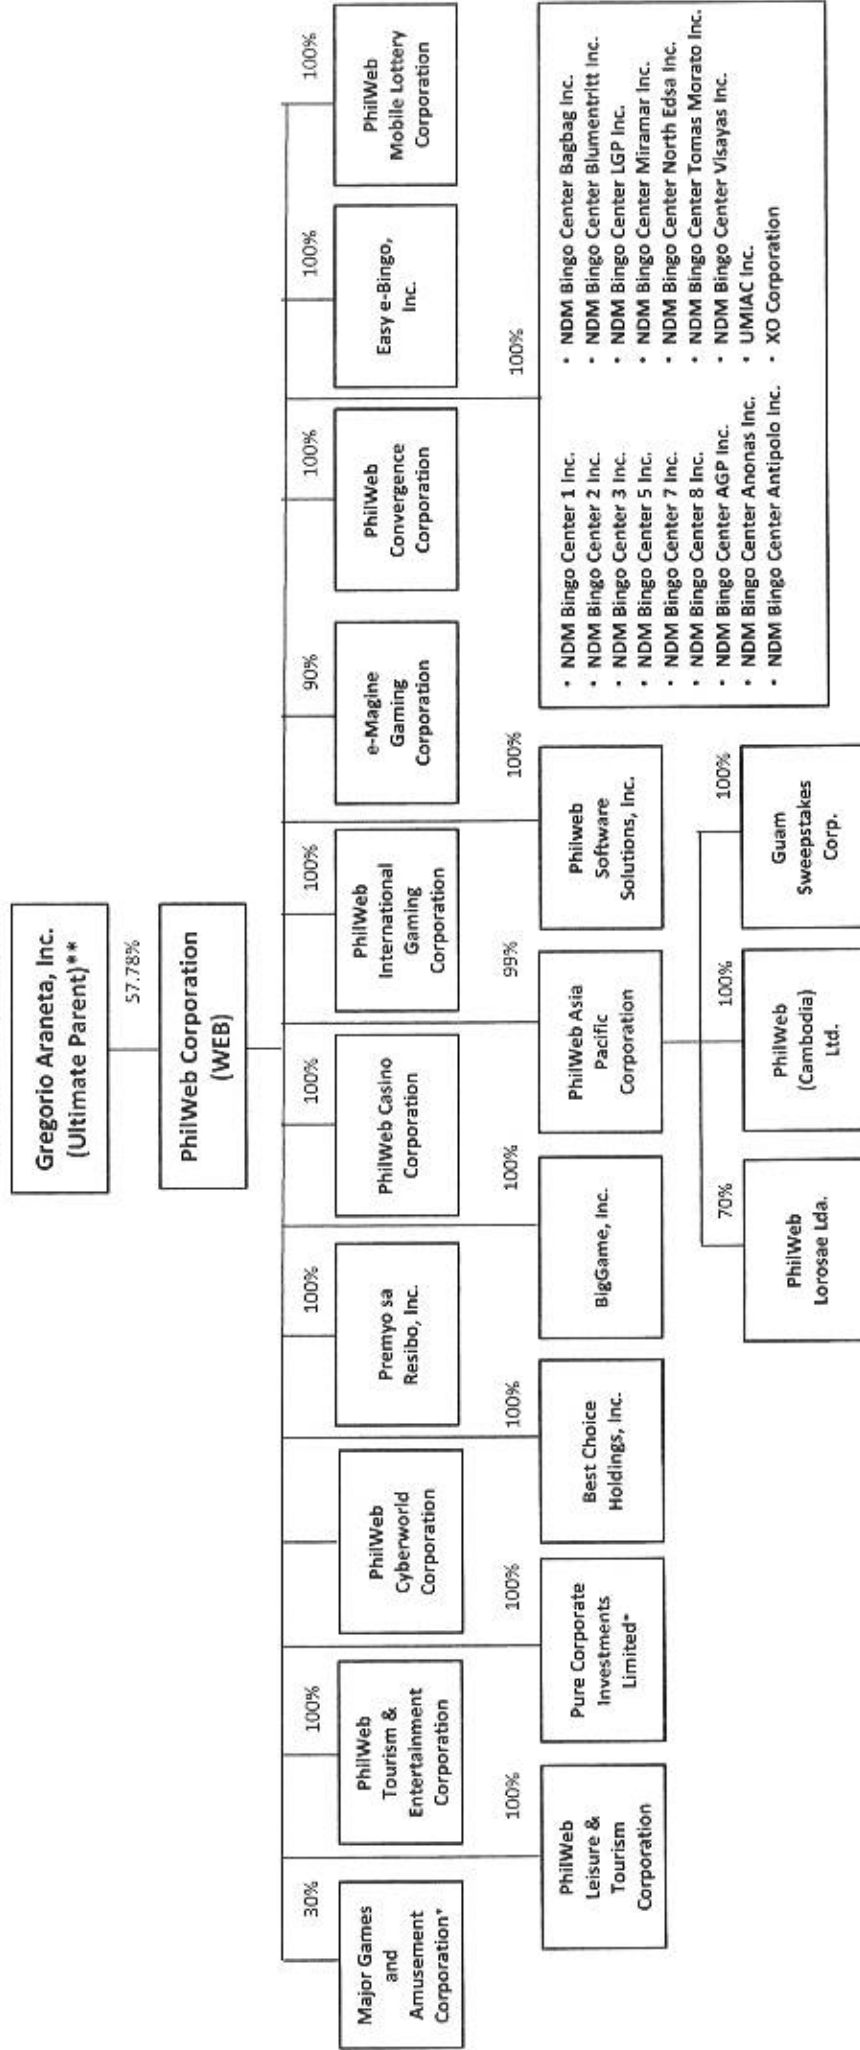 Gregorio Araneta, Inc.
(Ultimate Parent)**
57.78%
PhilWeb Corporation
(WEB)
30%
100%
100%
100%
100%
90%
100%
100%
100%
Major Games
and
Amusement
Corporation*
PhilWeb
Tourism &
Entertainment
Corporation
PhilWeb
Cyberworld
Corporation
Premyo sa
Resibo, Inc.
PhilWeb Casino
Corporation
PhilWeb
International
Gaming
Corporation
e-Magine
Gaming
Corporation
PhilWeb
Convergence
Corporation
Easy e-Bingo,
Inc.
PhilWeb
Mobile Lottery
Corporation
100%
100%
100%
100%
99%
100%
100%
PhilWeb
Leisure &
Tourism
Corporation
Pure Corporate
Investments
Limited*
Best Choice
Holdings, Inc.
BigGame, Inc.
PhilWeb Asia
Pacific
Corporation
Philweb
Software
Solutions, Inc.
• NDM Bingo Center 1 Inc.
• NDM Bingo Center 2 Inc.
• NDM Bingo Center 3 Inc.
• NDM Bingo Center 5 Inc.
• NDM Bingo Center 7 Inc.
• NDM Bingo Center 8 Inc.
• NDM Bingo Center AGP Inc.
• NDM Bingo Center Anonas Inc.
• NDM Bingo Center Antipolo Inc.
• NDM Bingo Center Bagbag Inc.
• NDM Bingo Center Blumentritt Inc.
• NDM Bingo Center LGP Inc.
• NDM Bingo Center Miramar Inc.
• NDM Bingo Center North Edsa Inc.
• NDM Bingo Center Tomas Morato Inc.
• NDM Bingo Center Visayas Inc.
• UMIAC Inc.
• XO Corporation
70%
100%
100%
PhilWeb
Lorosae Lda.
PhilWeb
(Cambodia)
Ltd.
Guam
Sweepstakes
Corp.